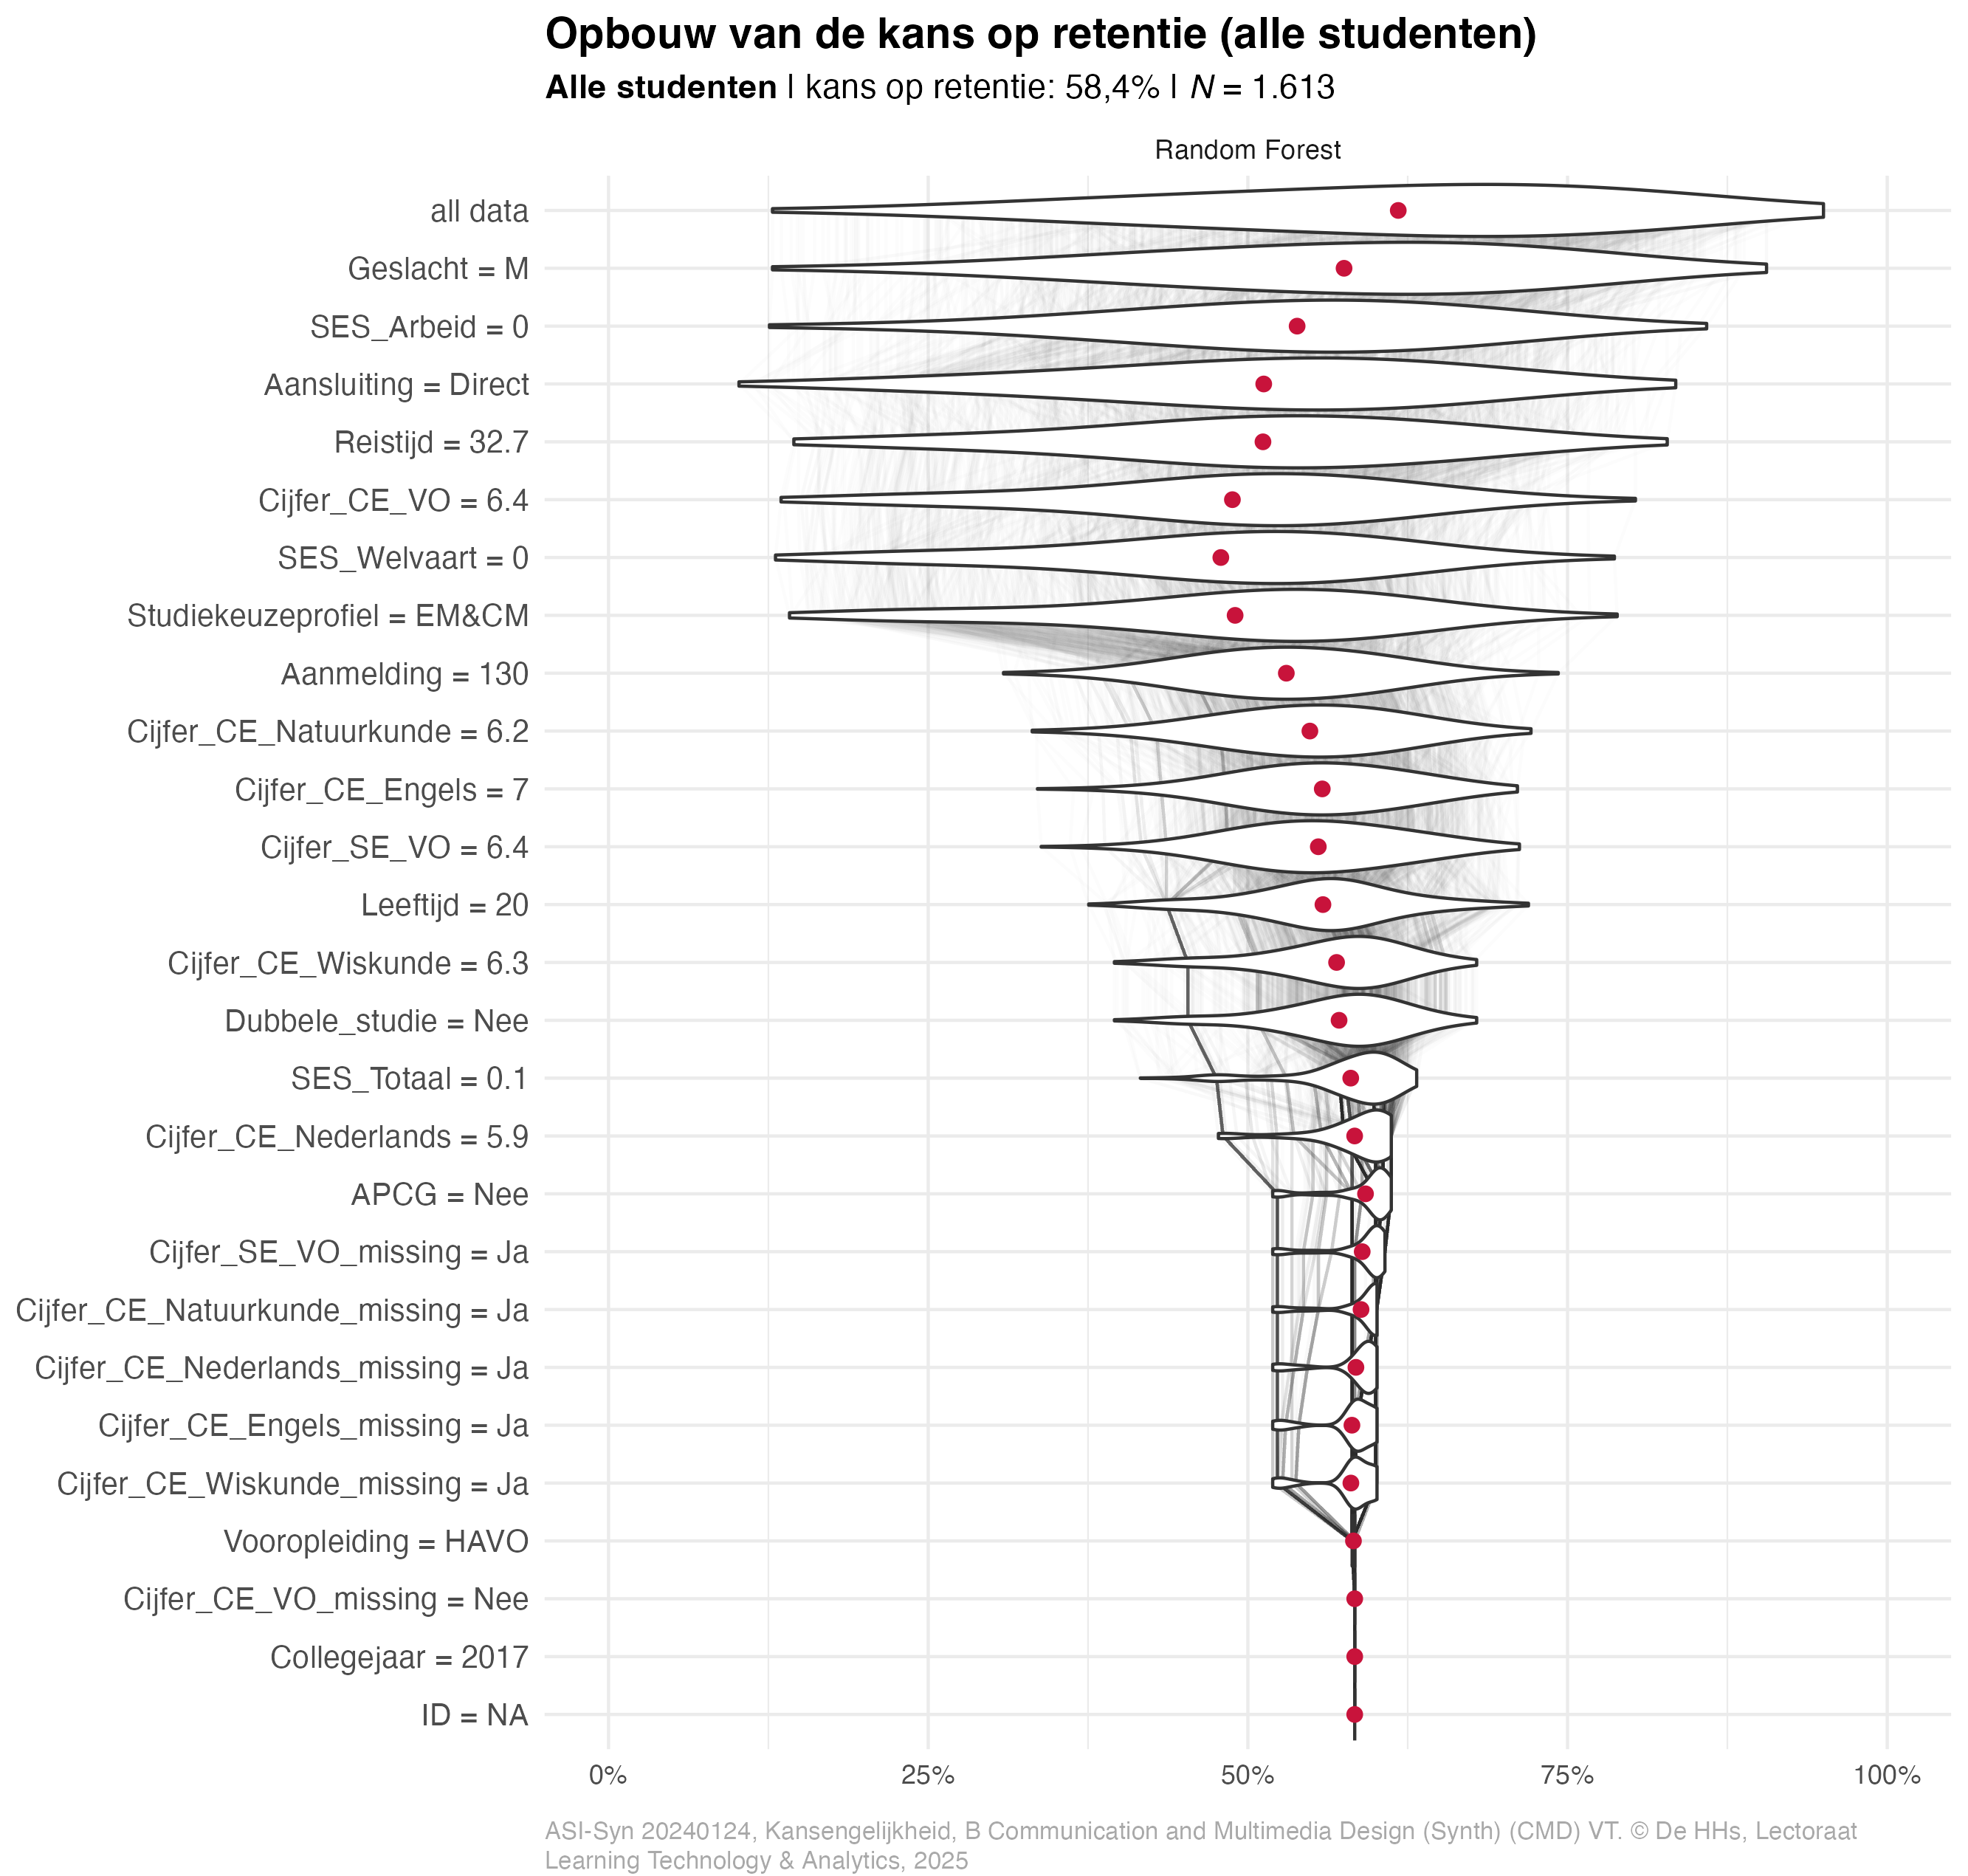 Opbouw van de kans op retentie (alle studenten)
Alle studenten | kans op retentie: 58,4% | N = 1.613
Random Forest
all data
Geslacht = M
SES_Arbeid = 0
Aansluiting = Direct
Reistijd = 32.7
Cijfer_CE_VO = 6.4
SES_Welvaart = 0
Studiekeuzeprofiel = EM&CM
Aanmelding = 130
Cijfer_CE_Natuurkunde = 6.2
Cijfer_CE_Engels = 7
Cijfer_SE_VO = 6.4
Leeftijd = 20
Cijfer_CE_Wiskunde = 6.3
Dubbele_studie = Nee
SES_Totaal = 0.1
Cijfer_CE_Nederlands = 5.9
APCG = Nee
Cijfer_SE_VO_missing = Ja
Cijfer_CE_Natuurkunde_missing = Ja
Cijfer_CE_Nederlands_missing = Ja
Cijfer_CE_Engels_missing = Ja
Cijfer_CE_Wiskunde_missing = Ja
Vooropleiding = HAVO
Cijfer_CE_VO_missing = Nee
Collegejaar = 2017
ID = NA
0% 25% 50% 75% 100%
ASI-Syn 20240124, Kansengelijkheid, B Communication and Multimedia Design (Synth) (CMD) VT. © De HHs, Lectoraat
Learning Technology & Analytics, 2025